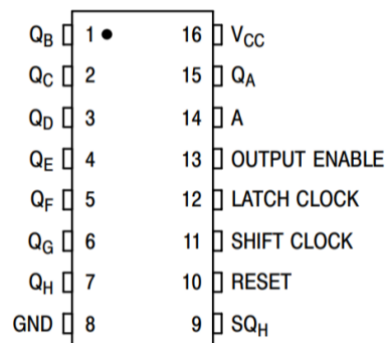 QB 1 16 VCC
QC 2 15 QA
QD 3 14 A
QE 4 13 OUTPUT ENABLE
QF 5 12 LATCH CLOCK
QG 6 11 SHIFT CLOCK
QH 7 10 RESET
GND 8 9 SQH